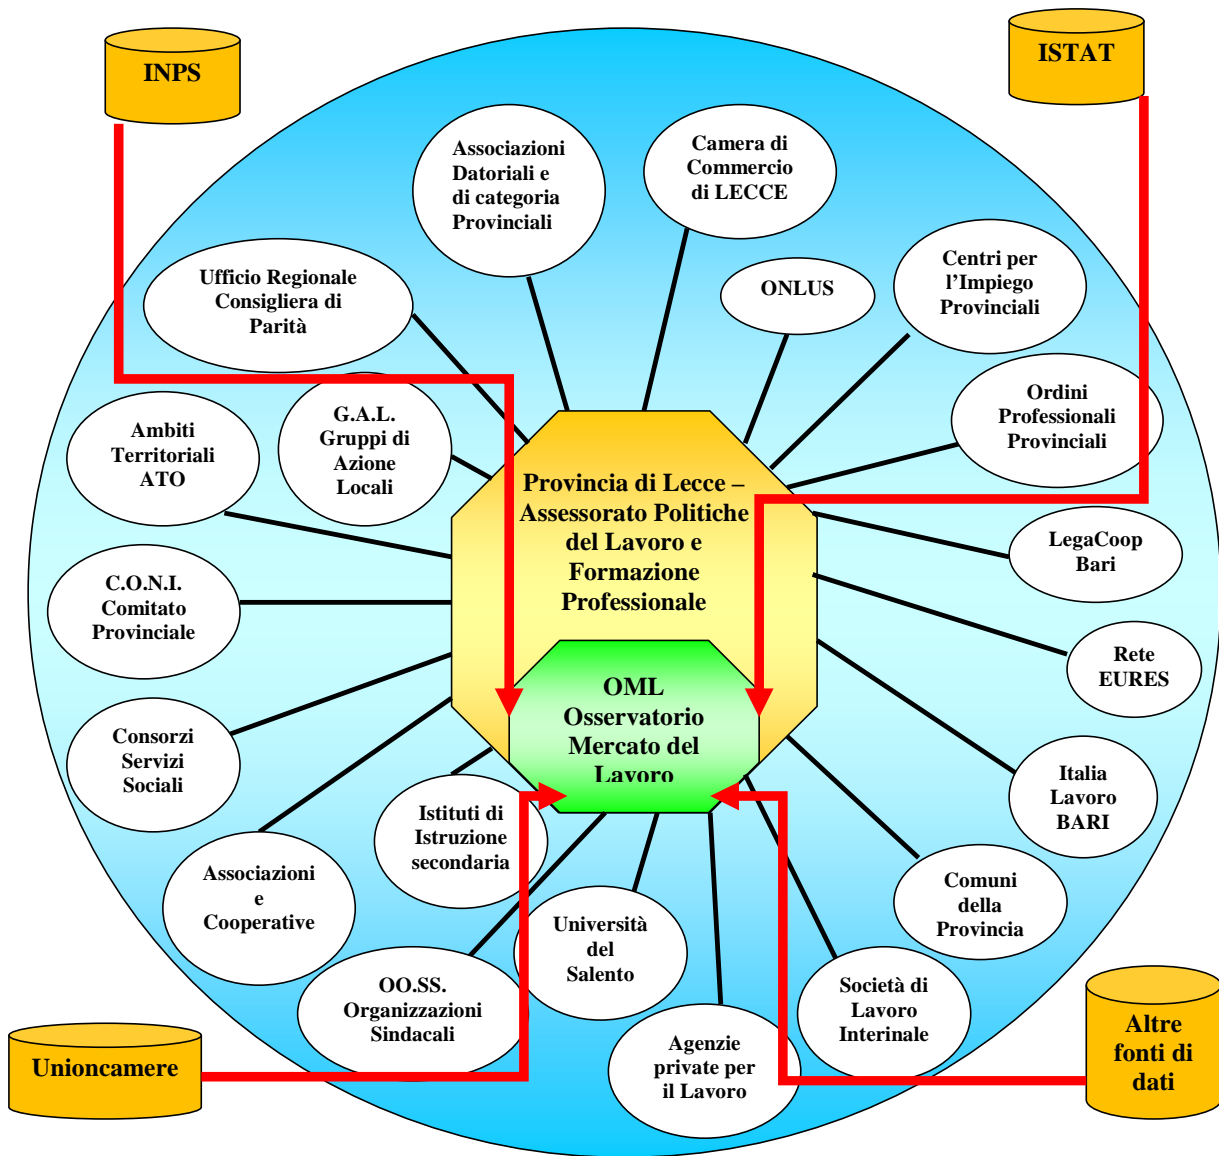 INPS
ISTAT
Associazioni
Datoriali e
di categoria
Provinciali
Camera di
Commercio
di LECCE
Ufficio Regionale
Consigliera di
Parità
ONLUS
Centri per
l’Impiego
Provinciali
Ambiti
Territoriali
ATO
G.A.L.
Gruppi di
Azione
Locali
Ordini
Professionali
Provinciali
Provincia di Lecce –
Assessorato Politiche
del Lavoro e
Formazione
Professionale
LegaCoop
Bari
C.O.N.I.
Comitato
Provinciale
Rete
EURES
OML
Osservatorio
Mercato del
Lavoro
Consorzi
Servizi
Sociali
Italia
Lavoro
BARI
Istituti di
Istruzione
secondaria
Associazioni
e
Cooperative
Comuni
della
Provincia
Università
del
Salento
OO.SS.
Organizzazioni
Sindacali
Società di
Lavoro
Interinale
Agenzie
private per
il Lavoro
Unioncamere
Altre
fonti di
dati